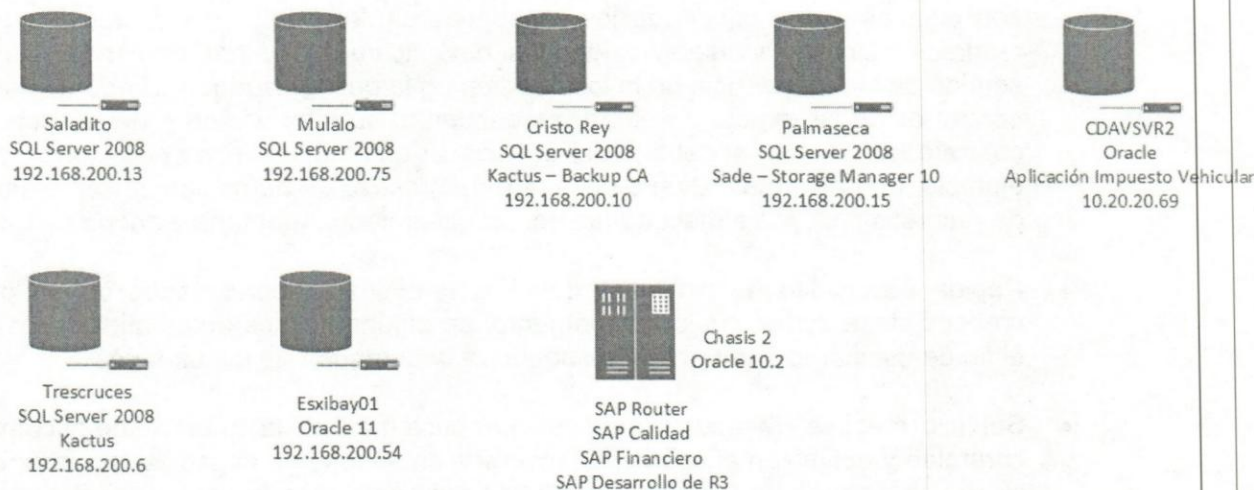 Saladito
SQL Server 2008
192.168.200.13
Mulalo
SQL Server 2008
192.168.200.75
Cristo Rey
SQL Server 2008
Kactus – Backup CA
192.168.200.10
Palmaseca
SQL Server 2008
Sade – Storage Manager 10
192.168.200.15
CDAVSVR2
Oracle
Aplicación Impuesto Vehicular
10.20.20.69
Trescruces
SQL Server 2008
Kactus
192.168.200.6
Esxibay01
Oracle 11
192.168.200.54
Chasis 2
Oracle 10.2
SAP Router
SAP Calidad
SAP Financiero
SAP Desarrollo de R3